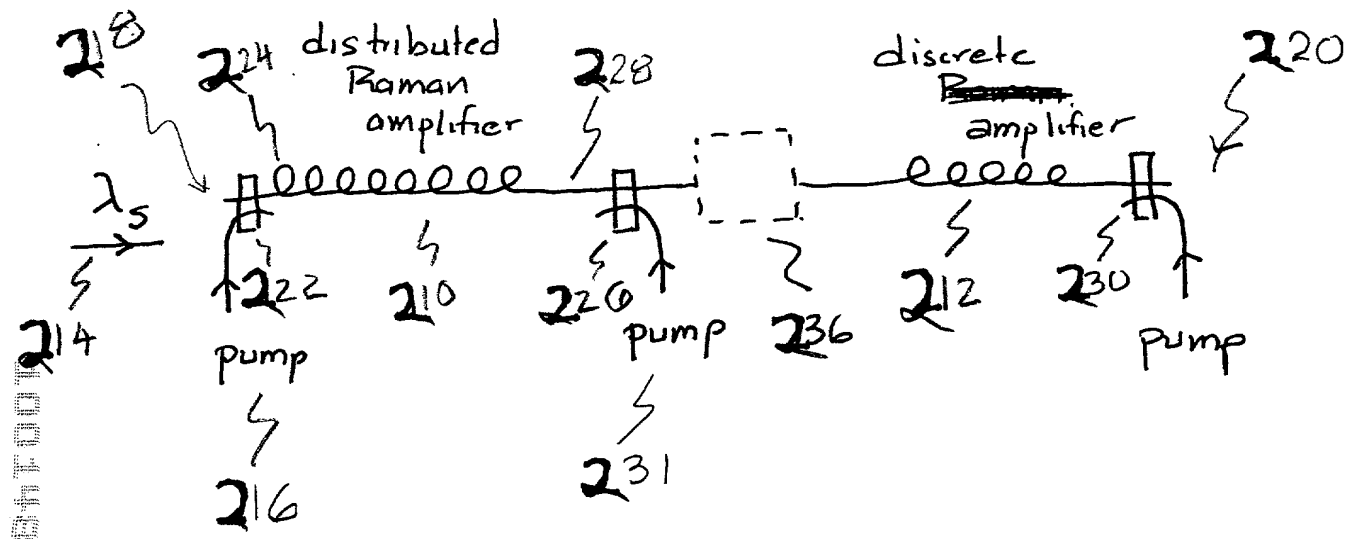 218
224
distributed
Raman
amplifier
228
discrete
amplifier
220
λs
214
222
210
226
236
212
230
pump
pump
pump
216
231